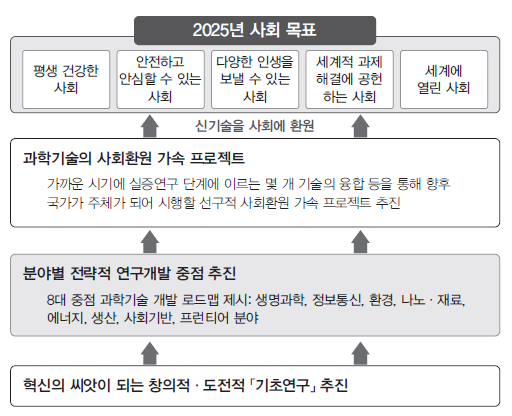 2025년 사회 목표
평생 건강한
사회
안전하고
안심할 수 있는
사회
다양한 인생을
보낼 수 있는
사회
세계적 과제
해결에 공헌
하는 사회
세계에
열린 사회
신기술을 사회에 환원
과학기술의 사회환원 가속 프로젝트
가까운 시기에 실증연구 단계에 이르는 몇 개 기술의 융합 등을 통해 향후
국가가 주체가 되어 시행할 선구적 사회환원 가속 프로젝트 추진
분야별 전략적 연구개발 중점 추진
8대 중점 과학기술 개발 로드맵 제시: 생명과학, 정보통신, 환경, 나노·재료,
에너지, 생산, 사회기반, 프런티어 분야
혁신의 씨앗이 되는 창의적·도전적 「기초연구」 추진